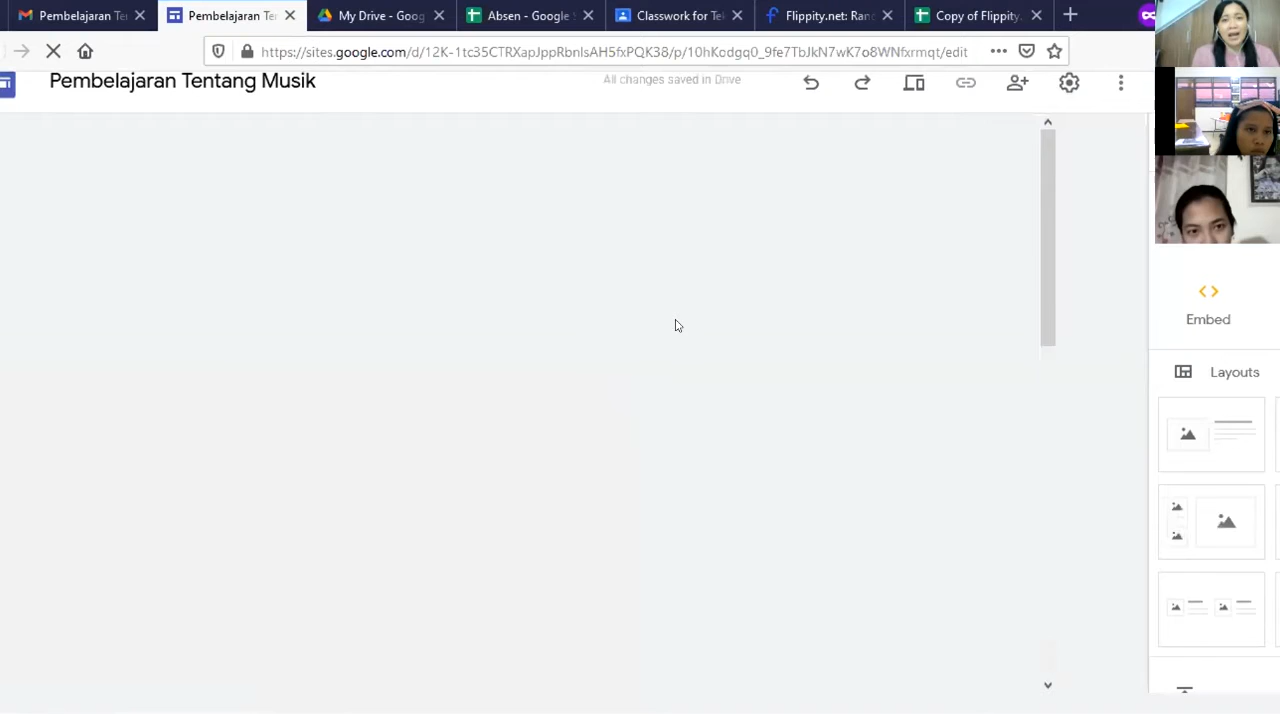 Pembelajaran Te
Pembelajaran Te
My Drive - Goog
Absen - Google S
Classwork for Tek
Flippity.net: Ran
Copy of Flippity.
https://sites.google.com/d/12K-1tc35CTRXapJppRbnlsAH5fxPQK38/p/10hKcdgq0_9fe7TbJkN7wK7o8WNfxrmqt/edit
Pembelajaran Tentang Musik
All changes saved in Drive
Embed
Layouts